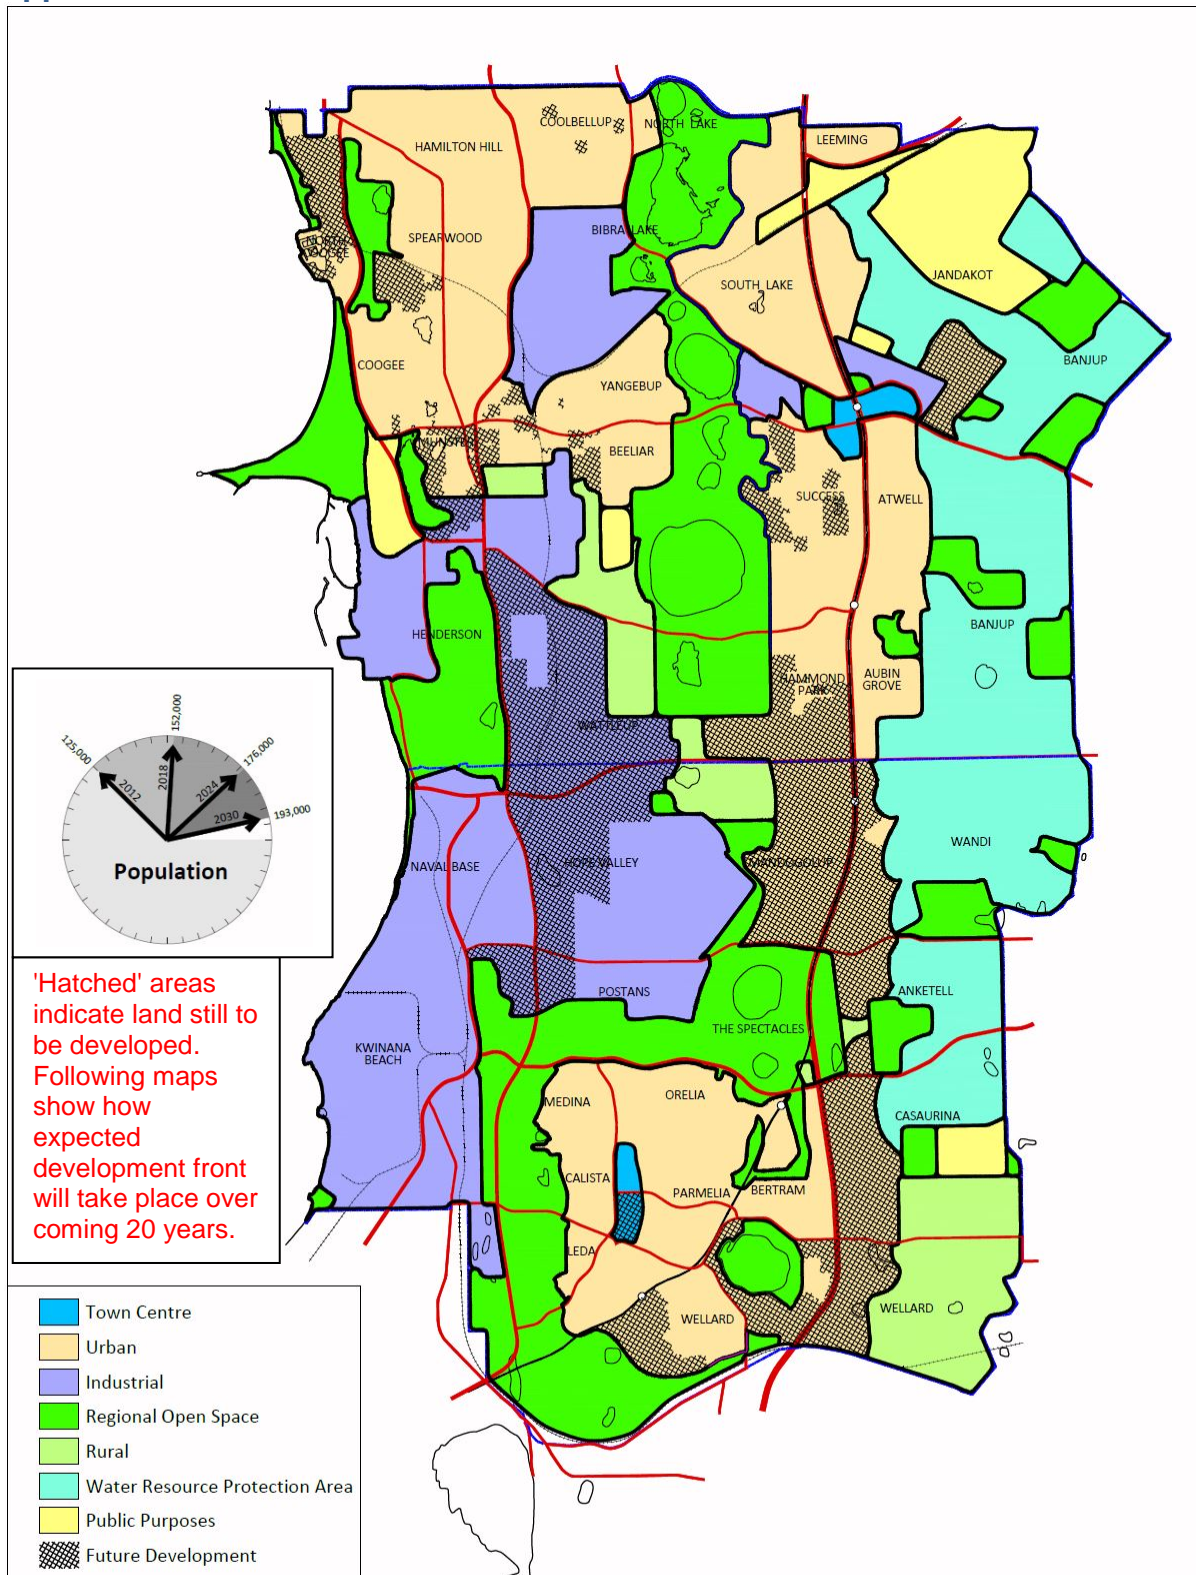 COOLBELLUP
NORTH LAKE
LEEMING
HAMILTON HILL
SPEARWOOD
BIBRA LAKE
NORTH
COOGEE
SOUTH LAKE
JANDAKOT
COOGEE
YANGEBUP
BANJUP
MUNSTER
BEELIAR
SUCCESS
ATWELL
HENDERSON
BANJUP
HAMMOND
PARK
AUBIN
GROVE
WATTLEUP
125,000
152,000
176,000
193,000
2012
2018
2024
2030
Population
NAVAL BASE
HOPE VALLEY
MANDOGOLUP
WANDI
'Hatched' areas
indicate land still to
be developed.
Following maps
show how
expected
development front
will take place over
coming 20 years.
POSTANS
ANKETELL
THE SPECTACLES
KWINANA
BEACH
MEDINA
ORELIA
CASAURINA
CALISTA
PARMELIA
BERTRAM
LEDA
WELLARD
WELLARD
Town Centre
Urban
Industrial
Regional Open Space
Rural
Water Resource Protection Area
Public Purposes
Future Development